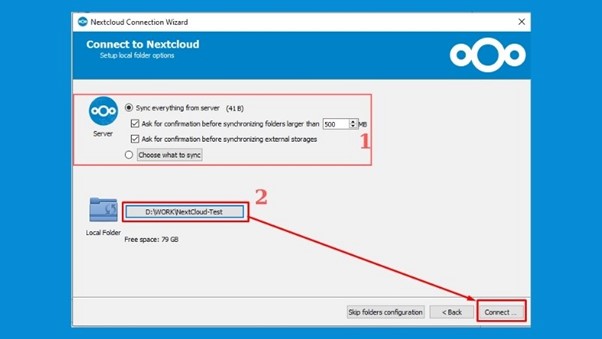 Nextcloud Connection Wizard
Connect to Nextcloud
Setup local folder options
Sync everything from server (41 B)
Ask for confirmation before synchronizing folders larger than 500 MB
Ask for confirmation before synchronizing external storages
Server
1
Choose what to sync
2
D:\WORK\NextCloud-Test
Local Folder
Free space: 79 GB
Skip folders configuration < Back Connect ...